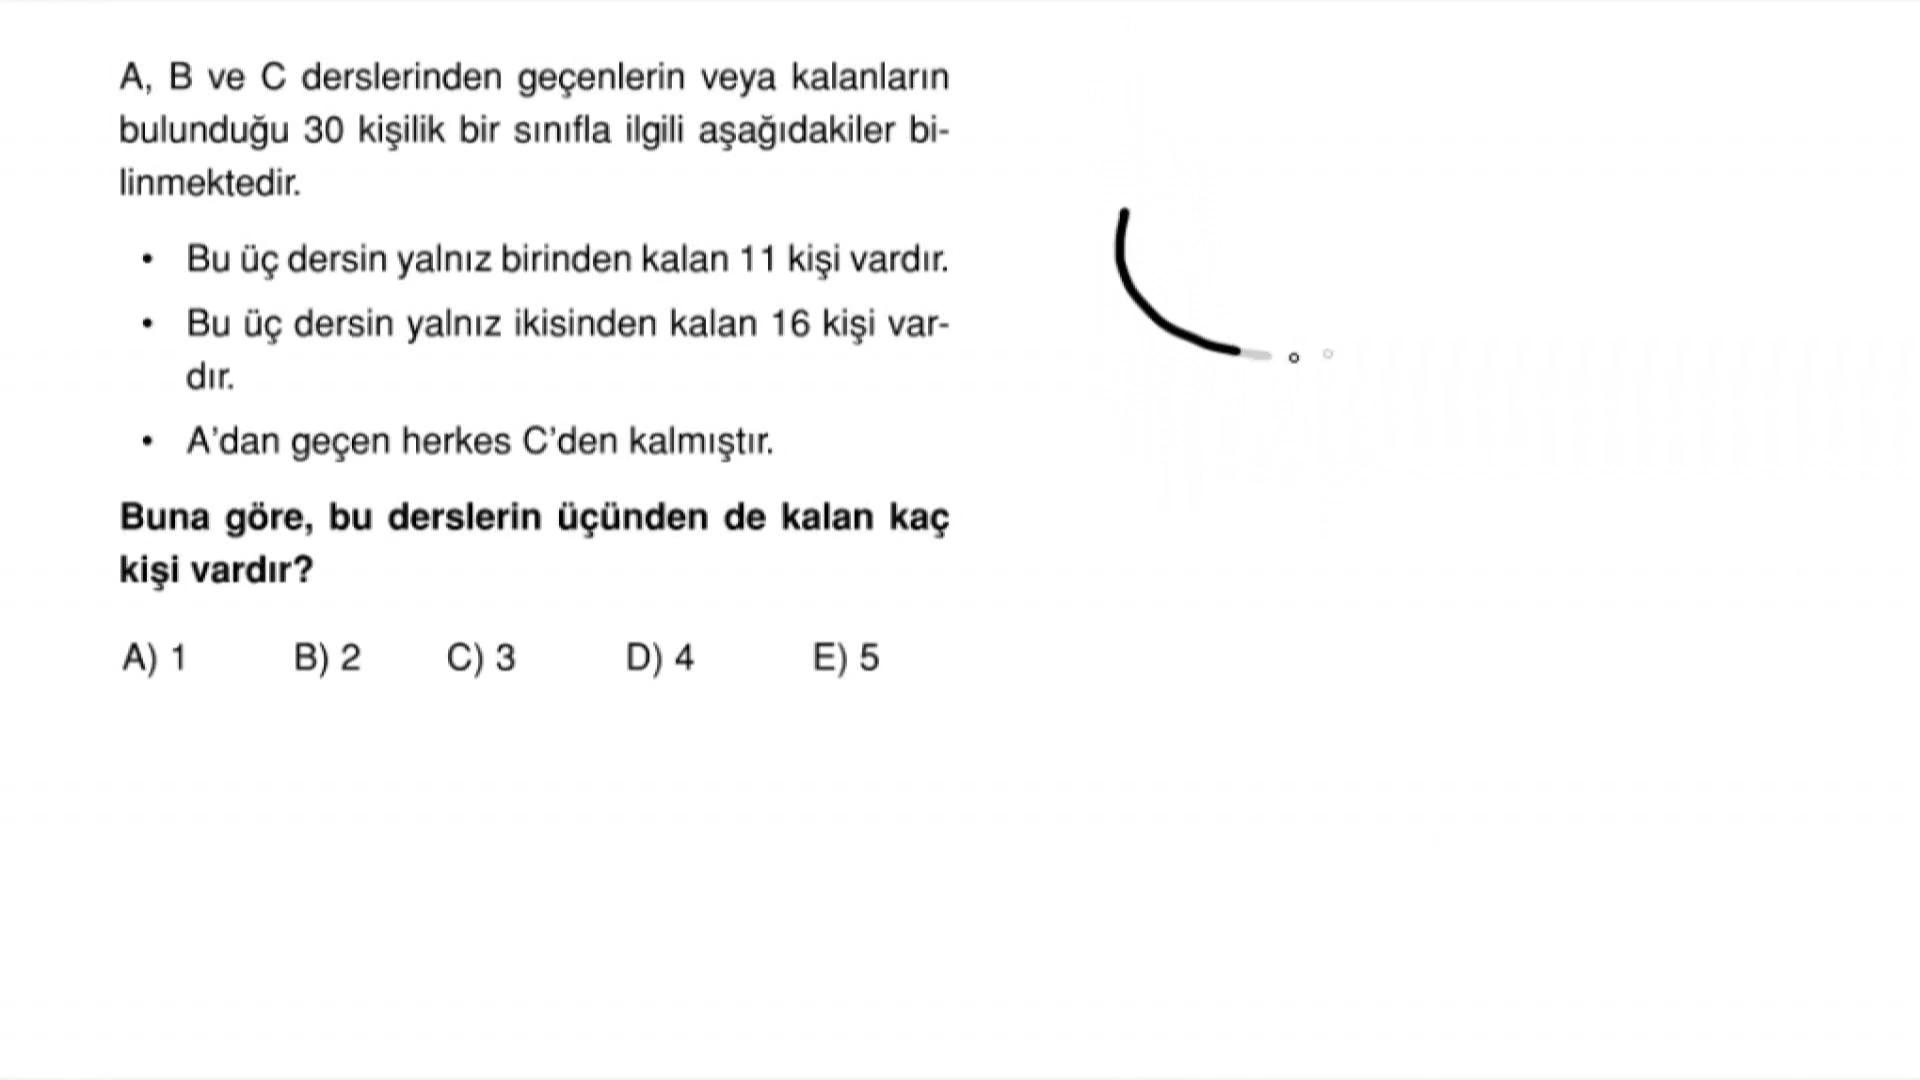 A, B ve C derslerinden geçenlerin veya kalanların
bulunduğu 30 kişilik bir sınıfla ilgili aşağıdakiler bi-
linmektedir.
• Bu üç dersin yalnız birinden kalan 11 kişi vardır.
• Bu üç dersin yalnız ikisinden kalan 16 kişi var-
dır.
• A’dan geçen herkes C’den kalmıştır.
Buna göre, bu derslerin üçünden de kalan kaç
kişi vardır?
A) 1 B) 2 C) 3 D) 4 E) 5